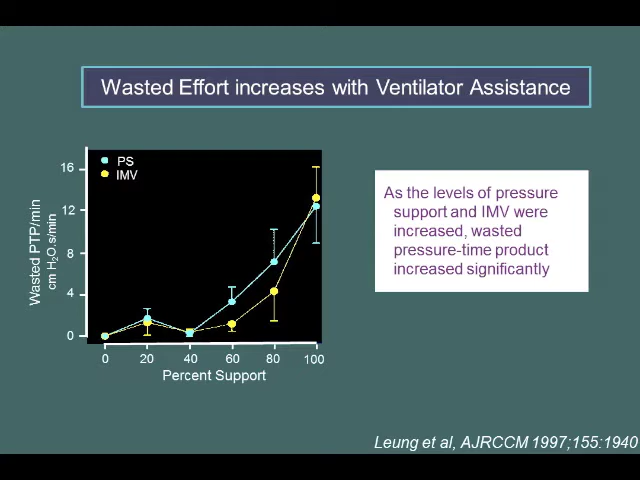 Wasted Effort increases with Ventilator Assistance
PS
IMV
16
12
8
4
0
Wasted PTP/min
cm H₂O.s/min
0 20 40 60 80 100
Percent Support
As the levels of pressure
support and IMV were
increased, wasted
pressure-time product
increased significantly
Leung et al, AJRCCM 1997;155:1940